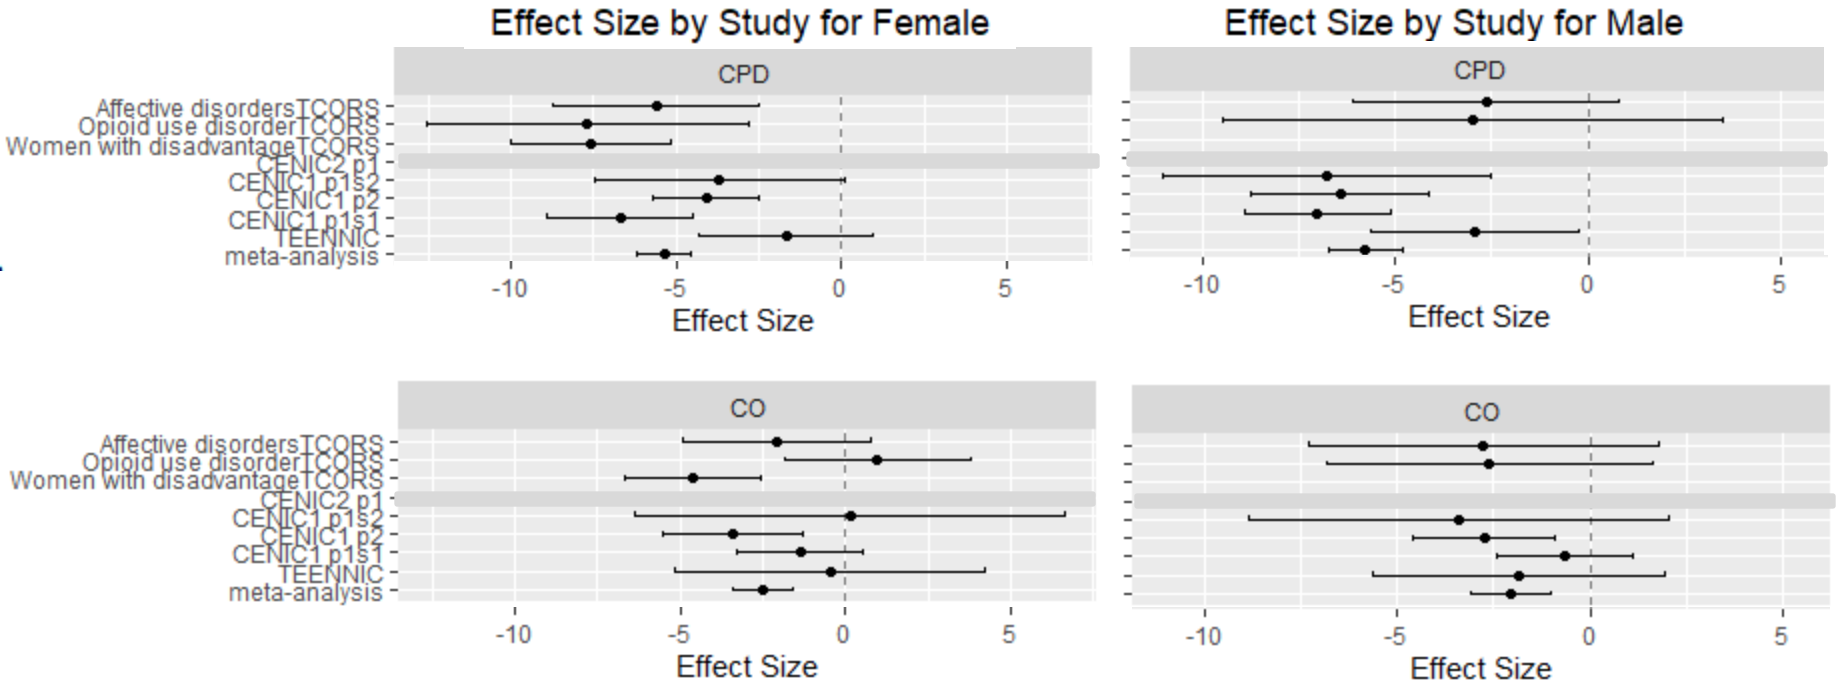 Effect Size by Study for Female
Effect Size by Study for Male
CPD
CPD
Affective disordersTCORS
Opioid use disorderTCORS
Women with disadvantageTCORS
CENIC2 p1
CENIC1 p1s2
CENIC1 p2
CENIC1 p1s1
TEENNIC
meta-analysis
-10 -5 0 5
-10 -5 0 5
Effect Size
Effect Size
CO
CO
Affective disordersTCORS
Opioid use disorderTCORS
Women with disadvantageTCORS
CENIC2 p1
CENIC1 p1s2
CENIC1 p2
CENIC1 p1s1
TEENNIC
meta-analysis
-10 -5 0 5
-10 -5 0 5
Effect Size
Effect Size